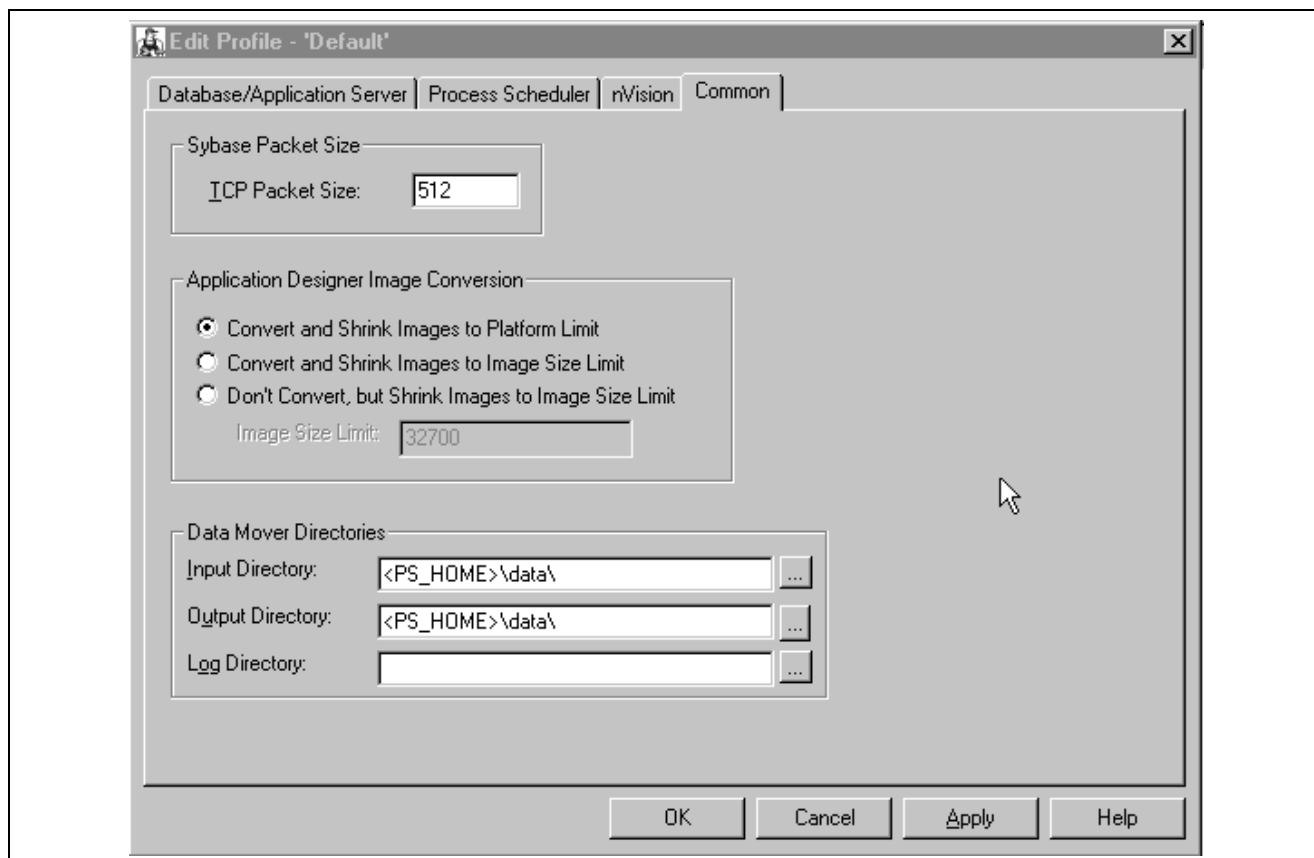 Edit Profile - 'Default'
Database/Application Server
Process Scheduler
nVision
Common
Sybase Packet Size
TCP Packet Size:
512
Application Designer Image Conversion
Convert and Shrink Images to Platform Limit
Convert and Shrink Images to Image Size Limit
Don't Convert, but Shrink Images to Image Size Limit
Image Size Limit:
32700
Data Mover Directories
Input Directory:
<PS_HOME>\data\
...
Output Directory:
<PS_HOME>\data\
...
Log Directory:
...
OK
Cancel
Apply
Help